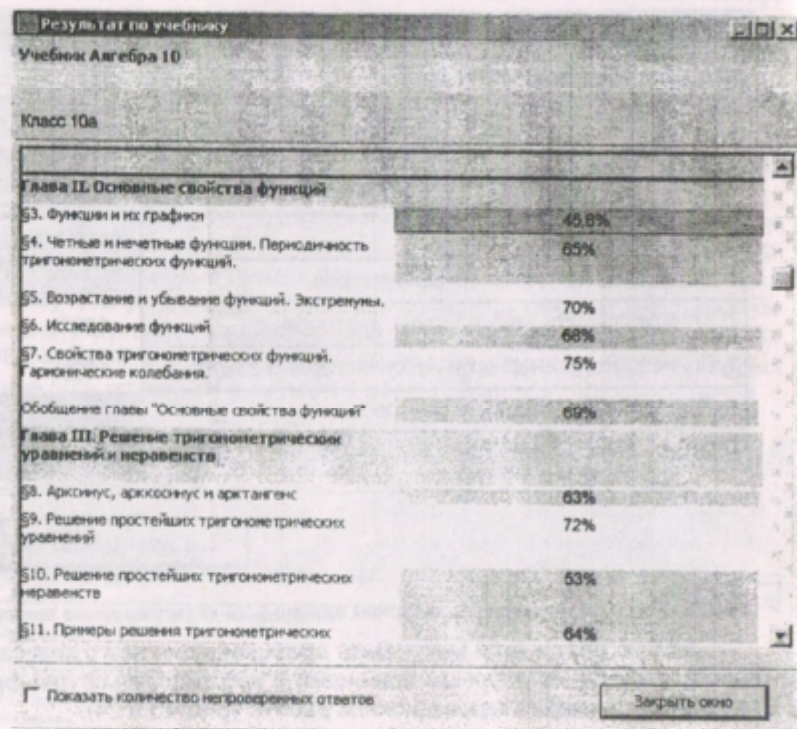 Результат по учебнику
Учебник Алгебра 10
Класс 10а
Глава II. Основные свойства функций
§3. Функции и их графики 45,8%
§4. Четные и нечетные функции. Периодичность 65%
тригонометрических функций.
§5. Возрастание и убывание функций. Экстремумы. 70%
§6. Исследование функций 68%
§7. Свойства тригонометрических функций. 75%
Гармонические колебания.
Обобщение главы "Основные свойства функций" 69%
Глава III. Решение тригонометрических
уравнений и неравенств
§8. Арксинус, арккосинус и арктангенс 63%
§9. Решение простейших тригонометрических 72%
уравнений
§10. Решение простейших тригонометрических 53%
неравенств
§11. Примеры решения тригонометрических 64%
Показать количество непроверенных ответов
Закрыть окно